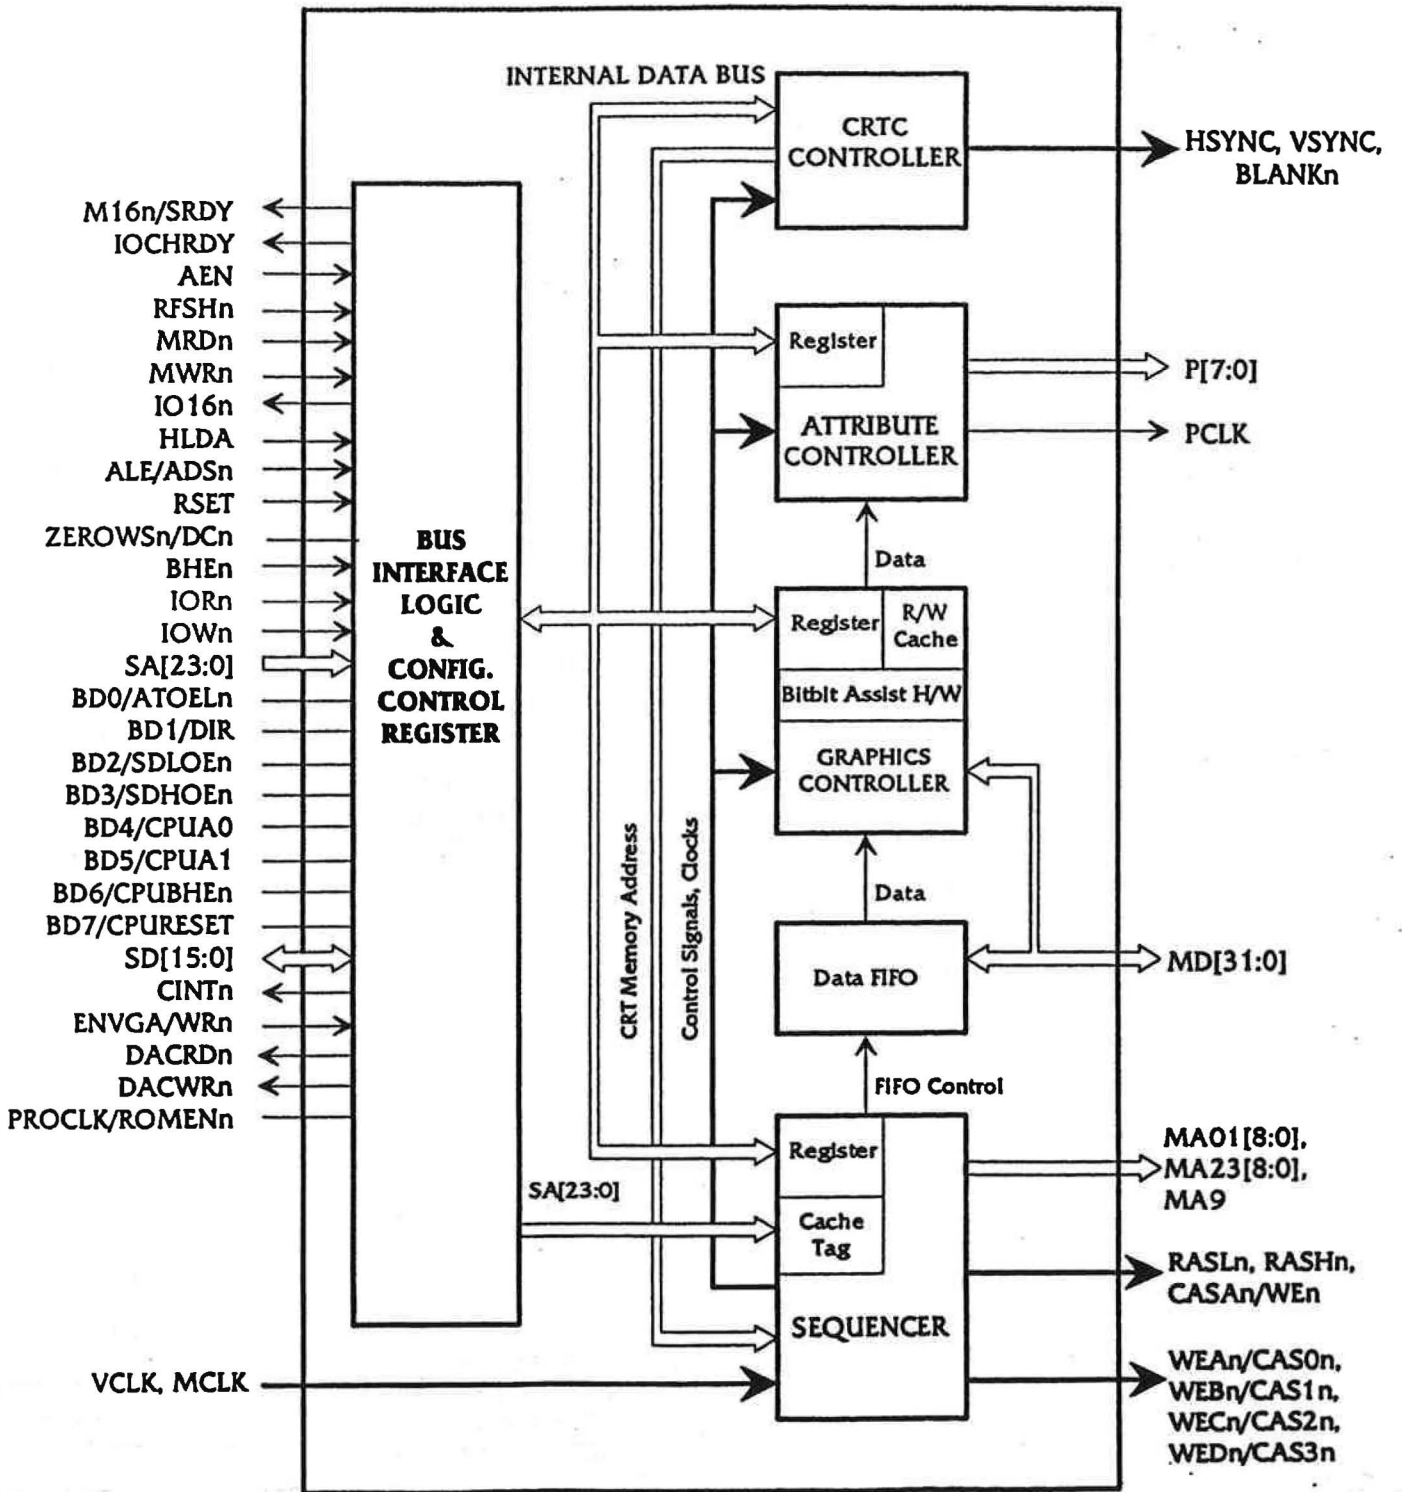 INTERNAL DATA BUS
CRTC
CONTROLLER
HSYNC, VSYNC,
BLANKn
M16n/SRDY
IOCHRDY
AEN
RFSHn
MRDn
MWRn
IO16n
HLDA
ALE/ADSn
RSET
ZEROWSn/DCn
BHEn
IORn
IOWn
SA[23:0]
BD0/ATOELn
BD1/DIR
BD2/SDLOEn
BD3/SDHOEn
BD4/CPUA0
BD5/CPUA1
BD6/CPUBHEn
BD7/CPURESET
SD[15:0]
CINTn
ENVGA/WRn
DACRDn
DACWRn
PROCLK/ROMENn
VCLK, MCLK
BUS
INTERFACE
LOGIC
&
CONFIG.
CONTROL
REGISTER
SA[23:0]
CRT Memory Address
Control Signals, Clocks
Register
ATTRIBUTE
CONTROLLER
P[7:0]
PCLK
Data
Register
R/W
Cache
Bitblt Assist H/W
GRAPHICS
CONTROLLER
Data
Data FIFO
MD[31:0]
FIFO Control
Register
Cache
Tag
SEQUENCER
MA01[8:0],
MA23[8:0],
MA9
RASLn, RASHn,
CASAn/WEn
WEAn/CAS0n,
WEBn/CAS1n,
WECn/CAS2n,
WEDn/CAS3n